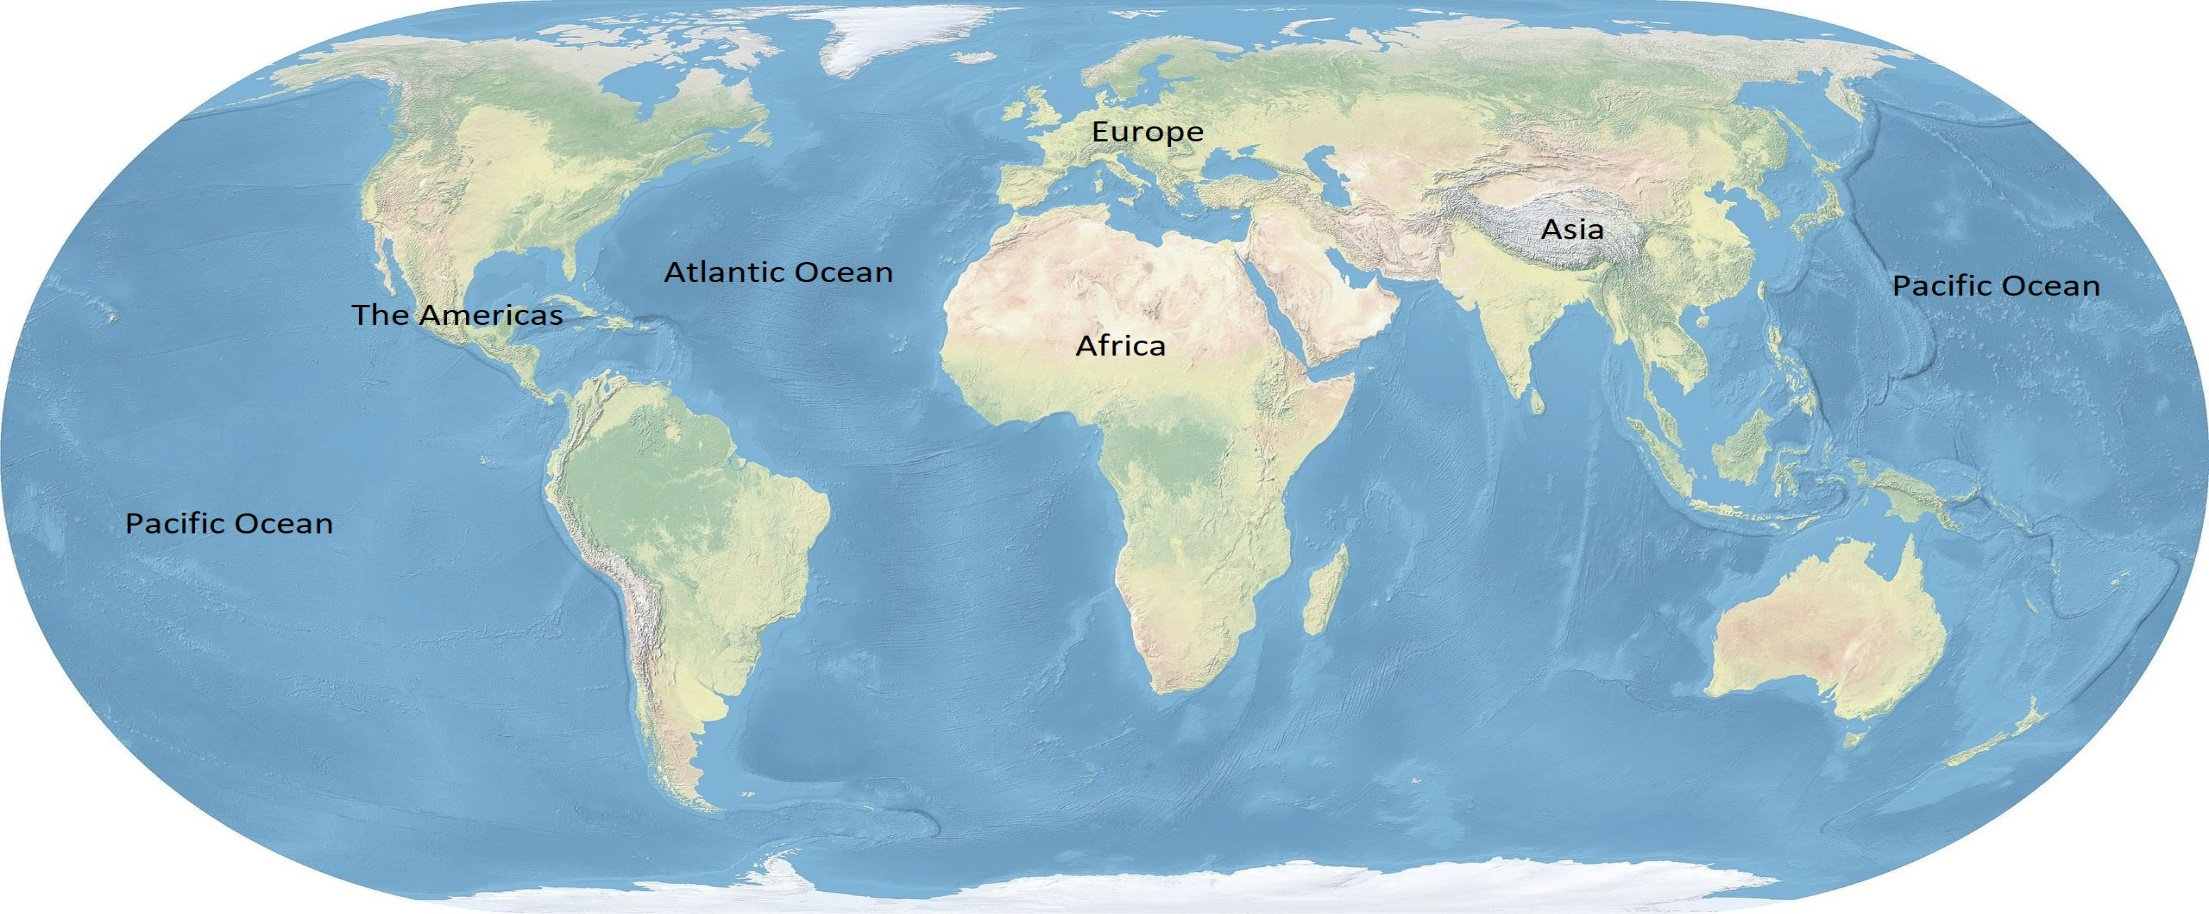 Europe
Asia
Atlantic Ocean
Pacific Ocean
The Americas
Africa
Pacific Ocean